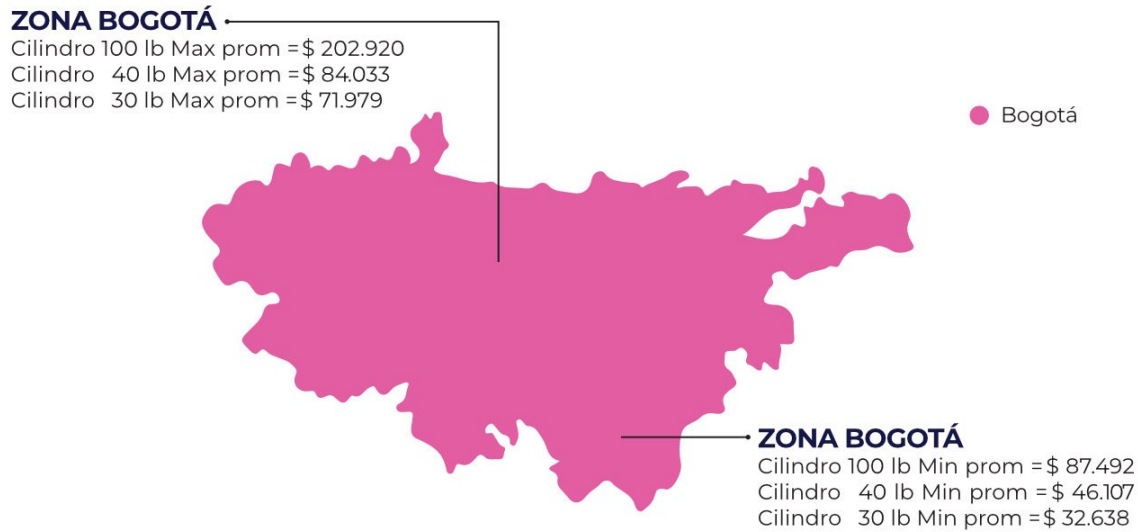 ZONA BOGOTÁ
Cilindro 100 lb Max prom = $ 202.920
Cilindro 40 lb Max prom = $ 84.033
Cilindro 30 lb Max prom = $ 71.979
Bogotá
ZONA BOGOTÁ
Cilindro 100 lb Min prom = $ 87.492
Cilindro 40 lb Min prom = $ 46.107
Cilindro 30 lb Min prom = $ 32.638